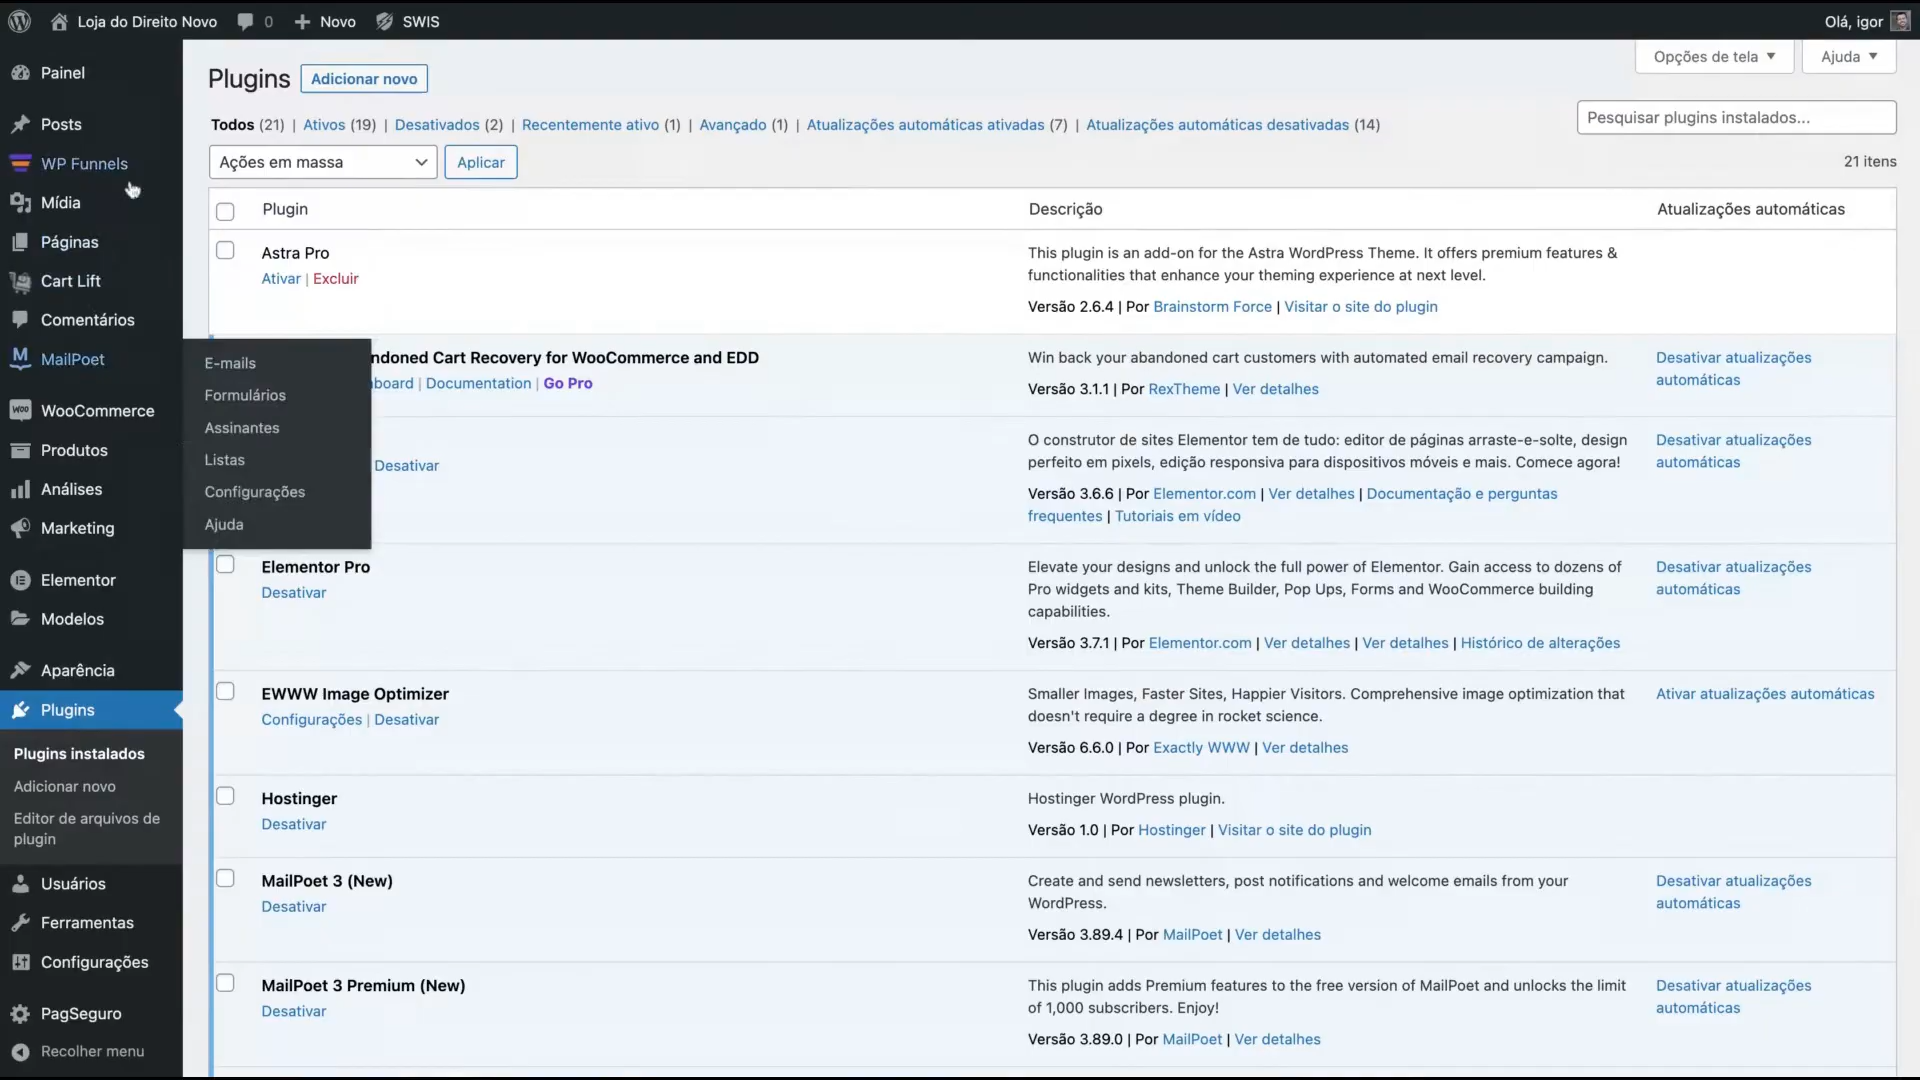 Loja do Direito Novo 0 Novo SWIS Olá, igor
Painel
Posts
WP Funnels
Mídia
Páginas
Cart Lift
Comentários
MailPoet
E-mails
Formulários
Assinantes
Listas
Configurações
Ajuda
WooCommerce
Produtos
Análises
Marketing
Elementor
Modelos
Aparência
Plugins
Plugins instalados
Adicionar novo
Editor de arquivos de
plugin
Usuários
Ferramentas
Configurações
PagSeguro
Recolher menu
Opções de tela Ajuda
Plugins Adicionar novo
Todos (21) | Ativos (19) | Desativados (2) | Recentemente ativo (1) | Avançado (1) | Atualizações automáticas ativadas (7) | Atualizações automáticas desativadas (14)
Pesquisar plugins instalados...
Ações em massa Aplicar
21 itens
Plugin Descrição Atualizações automáticas
Astra Pro
Ativar | Excluir
This plugin is an add-on for the Astra WordPress Theme. It offers premium features &
functionalities that enhance your theming experience at next level.
Versão 2.6.4 | Por Brainstorm Force | Visitar o site do plugin
ndoned Cart Recovery for WooCommerce and EDD
board | Documentation | Go Pro
Win back your abandoned cart customers with automated email recovery campaign.
Versão 3.1.1 | Por RexTheme | Ver detalhes
Desativar atualizações
automáticas
Desativar
O construtor de sites Elementor tem de tudo: editor de páginas arraste-e-solte, design
perfeito em pixels, edição responsiva para dispositivos móveis e mais. Comece agora!
Versão 3.6.6 | Por Elementor.com | Ver detalhes | Documentação e perguntas
frequentes | Tutoriais em vídeo
Desativar atualizações
automáticas
Elementor Pro
Desativar
Elevate your designs and unlock the full power of Elementor. Gain access to dozens of
Pro widgets and kits, Theme Builder, Pop Ups, Forms and WooCommerce building
capabilities.
Versão 3.7.1 | Por Elementor.com | Ver detalhes | Ver detalhes | Histórico de alterações
Desativar atualizações
automáticas
EWWW Image Optimizer
Configurações | Desativar
Smaller Images, Faster Sites, Happier Visitors. Comprehensive image optimization that
doesn't require a degree in rocket science.
Versão 6.6.0 | Por Exactly WWW | Ver detalhes
Ativar atualizações automáticas
Hostinger
Desativar
Hostinger WordPress plugin.
Versão 1.0 | Por Hostinger | Visitar o site do plugin
MailPoet 3 (New)
Desativar
Create and send newsletters, post notifications and welcome emails from your
WordPress.
Versão 3.89.4 | Por MailPoet | Ver detalhes
Desativar atualizações
automáticas
MailPoet 3 Premium (New)
Desativar
This plugin adds Premium features to the free version of MailPoet and unlocks the limit
of 1,000 subscribers. Enjoy!
Versão 3.89.0 | Por MailPoet | Ver detalhes
Desativar atualizações
automáticas